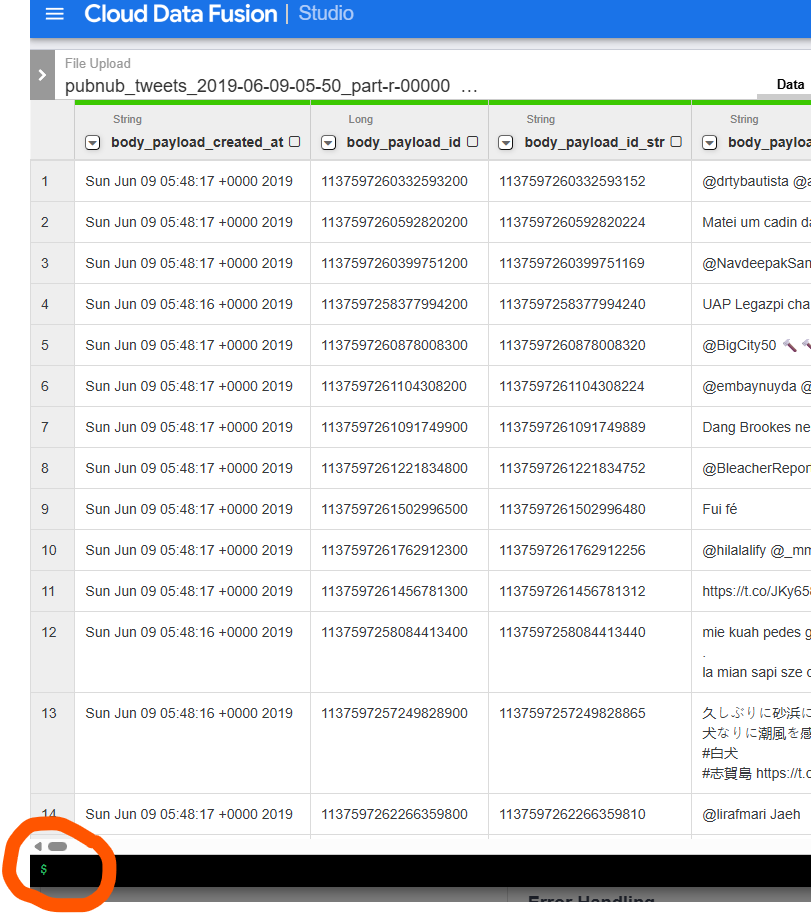 Cloud Data Fusion | Studio
File Upload
pubnub_tweets_2019-06-09-05-50_part-r-00000 ...
Data
String Long String String
body_payload_created_at body_payload_id body_payload_id_str body_payloa
1 Sun Jun 09 05:48:17 +0000 2019 1137597260332593200 1137597260332593152 @drtybautista @a
2 Sun Jun 09 05:48:17 +0000 2019 1137597260592820200 1137597260592820224 Matei um cadin da
3 Sun Jun 09 05:48:17 +0000 2019 1137597260399751200 1137597260399751169 @NavdeepakSan
4 Sun Jun 09 05:48:16 +0000 2019 1137597258377994200 1137597258377994240 UAP Legazpi cha
5 Sun Jun 09 05:48:17 +0000 2019 1137597260878008300 1137597260878008320 @BigCity50 🔨 🔨
6 Sun Jun 09 05:48:17 +0000 2019 1137597261104308200 1137597261104308224 @embaynuyda @
7 Sun Jun 09 05:48:17 +0000 2019 1137597261091749900 1137597261091749889 Dang Brookes ne
8 Sun Jun 09 05:48:17 +0000 2019 1137597261221834800 1137597261221834752 @BleacherRepor
9 Sun Jun 09 05:48:17 +0000 2019 1137597261502996500 1137597261502996480 Fui fé
10 Sun Jun 09 05:48:17 +0000 2019 1137597261762912300 1137597261762912256 @hilalalify @_mm
11 Sun Jun 09 05:48:17 +0000 2019 1137597261456781300 1137597261456781312 https://t.co/JKy65
12 Sun Jun 09 05:48:16 +0000 2019 1137597258084413400 1137597258084413440 mie kuah pedes g
.
la mian sapi sze c
13 Sun Jun 09 05:48:16 +0000 2019 1137597257249828900 1137597257249828865 久しぶりに砂浜に
犬なりに潮風を感
#白犬
#志賀島 https://t.c
14 Sun Jun 09 05:48:17 +0000 2019 1137597262266359800 1137597262266359810 @lirafmari Jaeh
$
Error Handling